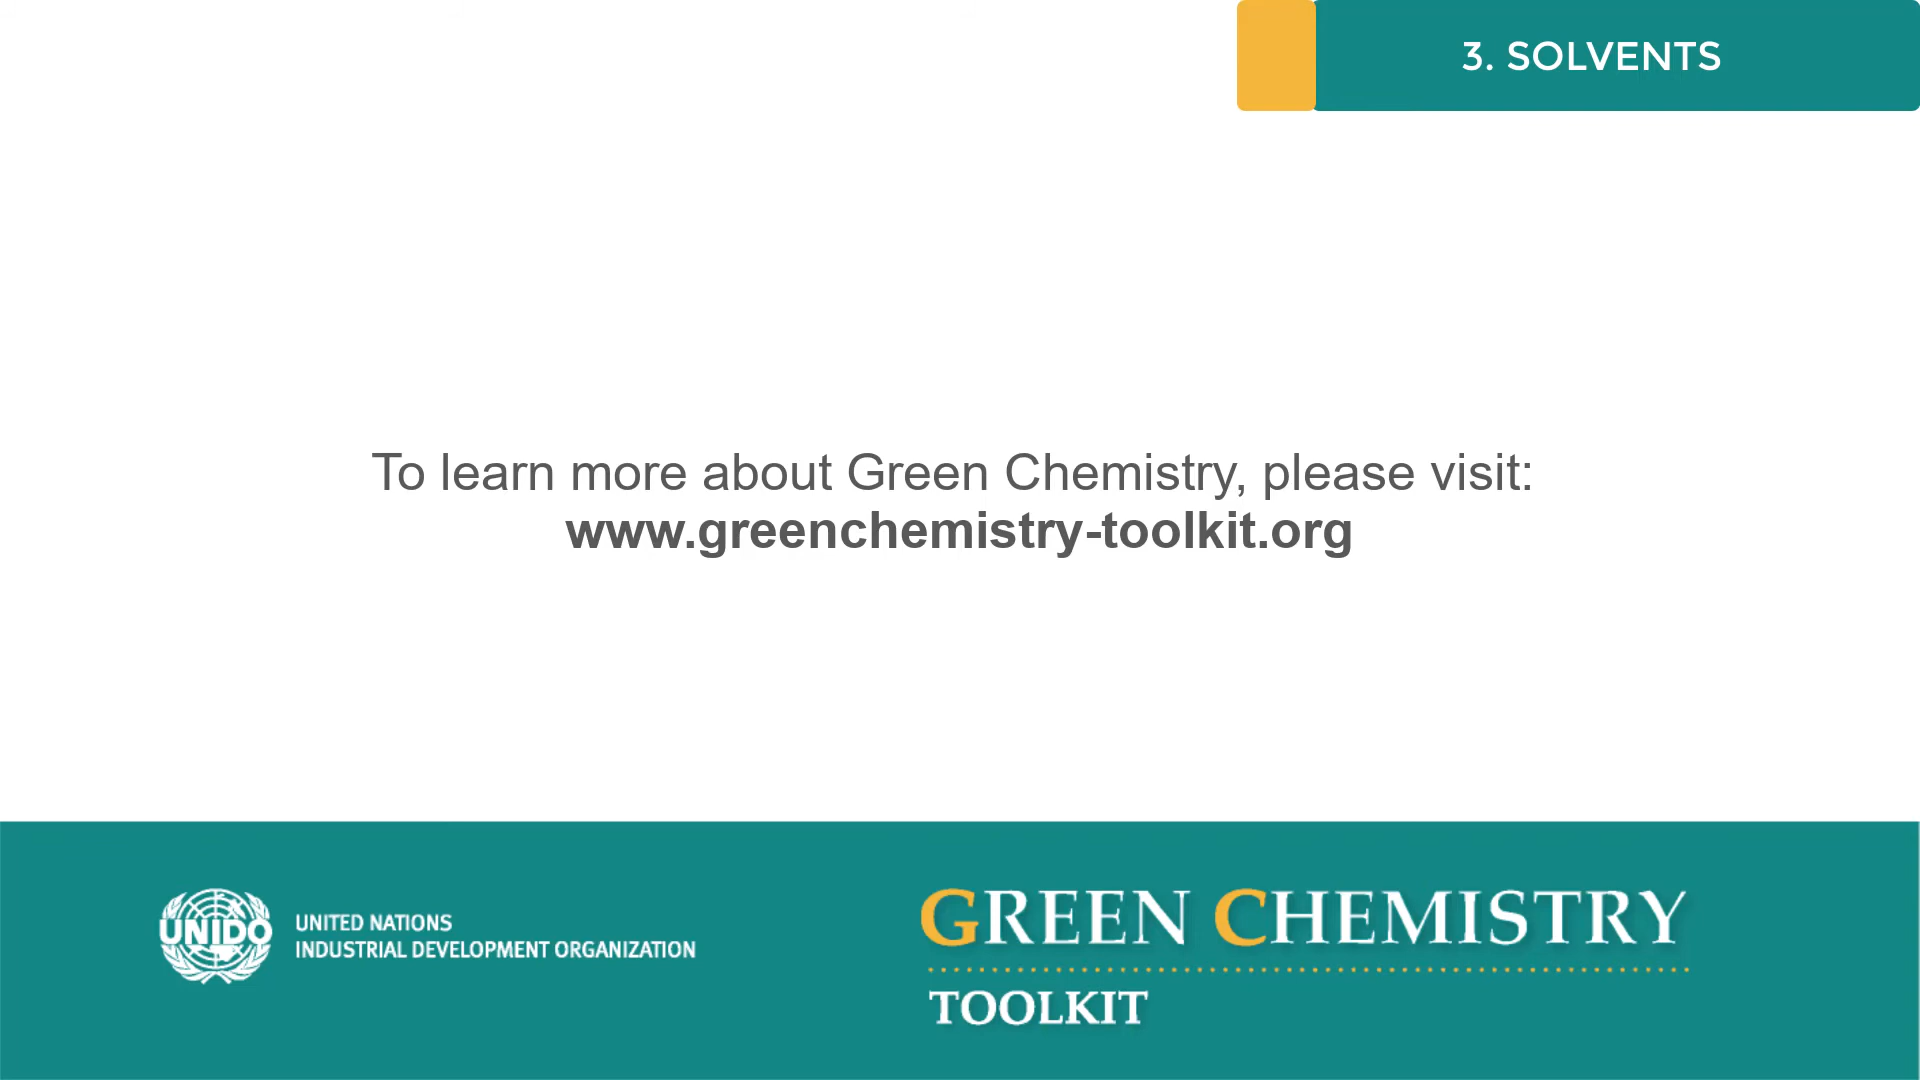 3. SOLVENTS
To learn more about Green Chemistry, please visit:
www.greenchemistry-toolkit.org
UNIDO
UNITED NATIONS
INDUSTRIAL DEVELOPMENT ORGANIZATION
GREEN CHEMISTRY
TOOLKIT